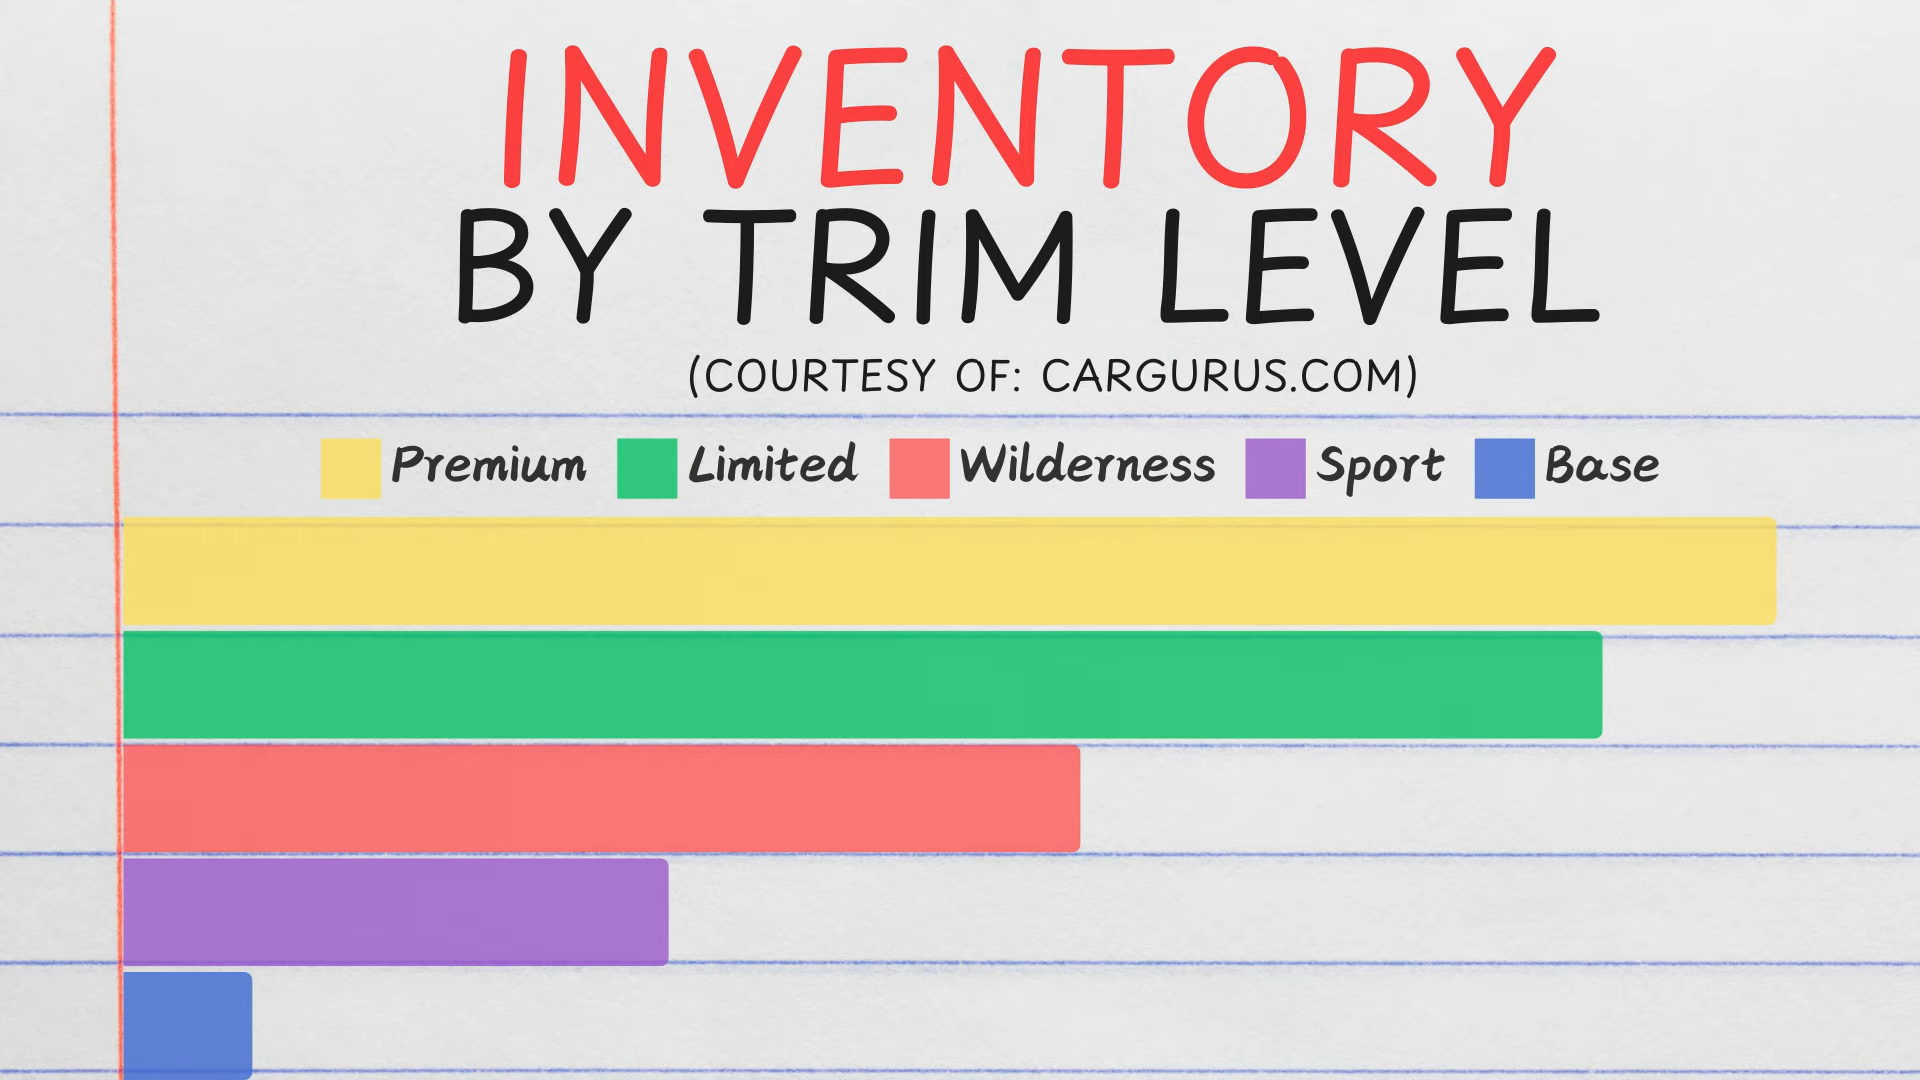 INVENTORY
BY TRIM LEVEL
(COURTESY OF: CARGURUS.COM)
Premium Limited Wilderness Sport Base